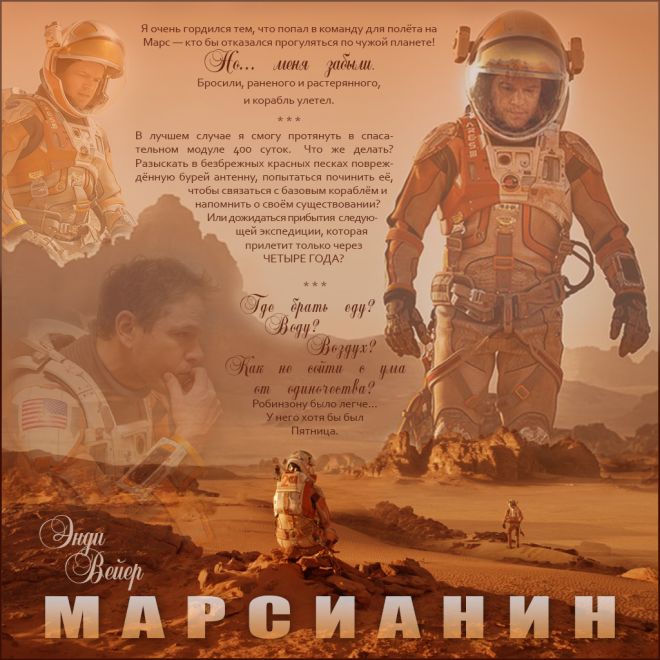 Я очень гордился тем, что попал в команду для полёта на
Марс — кто бы отказался прогуляться по чужой планете!
Но... меня забыли.
Бросили, раненого и растерянного,
и корабль улетел.
* * *
В лучшем случае я смогу протянуть в спаса-
тельном модуле 400 суток. Что же делать?
Разыскать в безбрежных красных песках повреж-
дённую бурей антенну, попытаться починить её,
чтобы связаться с базовым кораблём и
напомнить о своём существовании?
Или дожидаться прибытия следую-
щей экспедиции, которая
прилетит только через
ЧЕТЫРЕ ГОДА?
* * *
Где брать еду?
Воду?
Воздух?
Как не сойти с ума
от одиночества?
Робинзону было легче...
У него хотя бы был
Пятница.
Энди
Вейер
МАРСИАНИН